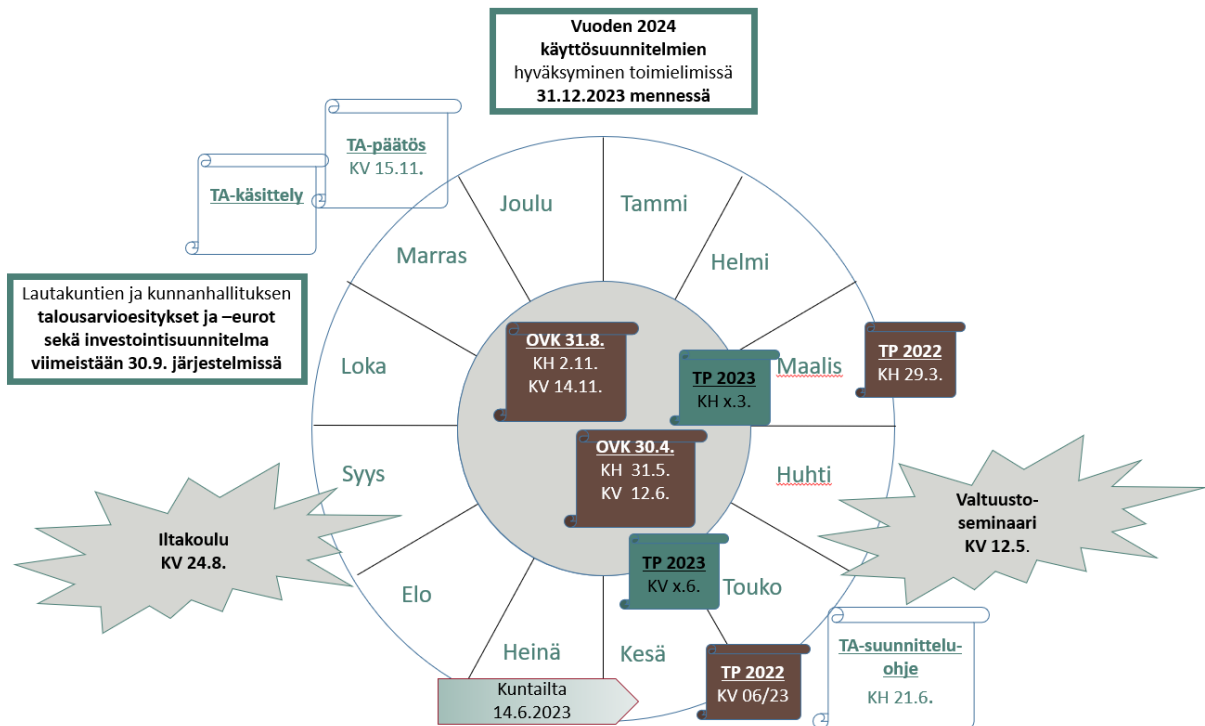 Vuoden 2024
käyttösuunnitelmien
hyväksyminen toimielimissä
31.12.2023 mennessä
TA-päätös
KV 15.11.
TA-käsittely
Joulu
Tammi
Marras
Helmi
Lautakuntien ja kunnanhallituksen
talousarvioesitykset ja –eurot
sekä investointisuunnitelma
viimeistään 30.9. järjestelmissä
Loka
OVK 31.8.
KH 2.11.
KV 14.11.
TP 2023
KH x.3.
Maalis
TP 2022
KH 29.3.
OVK 30.4.
KH 31.5.
KV 12.6.
Syys
Huhti
Iltakoulu
KV 24.8.
Valtuusto-
seminaari
KV 12.5.
TP 2023
KV x.6.
Elo
Touko
Heinä
Kesä
TP 2022
KV 06/23
TA-suunnittelu-
ohje
KH 21.6.
Kuntailta
14.6.2023